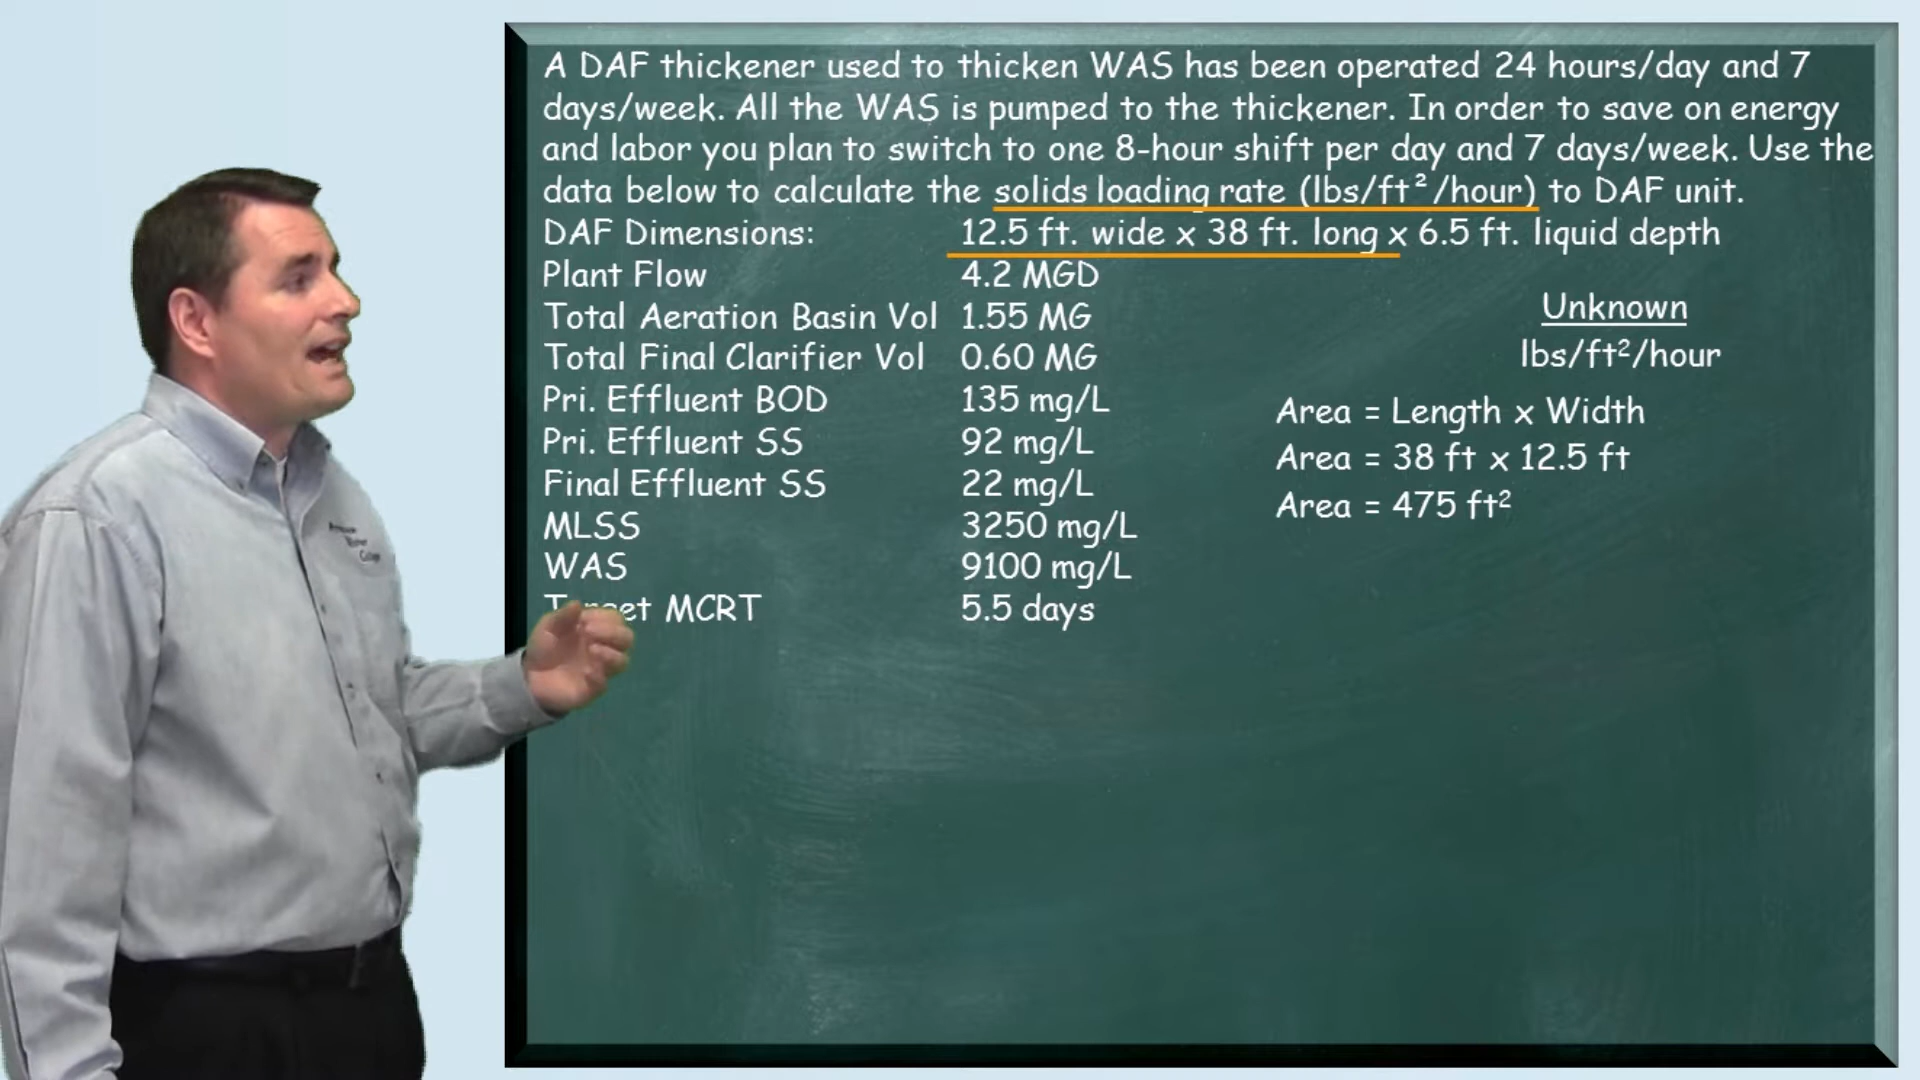 A DAF thickener used to thicken WAS has been operated 24 hours/day and 7
days/week. All the WAS is pumped to the thickener. In order to save on energy
and labor you plan to switch to one 8-hour shift per day and 7 days/week. Use the
data below to calculate the solids loading rate (lbs/ft²/hour) to DAF unit.
DAF Dimensions: 12.5 ft. wide x 38 ft. long x 6.5 ft. liquid depth
Plant Flow 4.2 MGD
Total Aeration Basin Vol 1.55 MG
Total Final Clarifier Vol 0.60 MG
Pri. Effluent BOD 135 mg/L
Pri. Effluent SS 92 mg/L
Final Effluent SS 22 mg/L
MLSS 3250 mg/L
WAS 9100 mg/L
MCRT 5.5 days
Unknown
lbs/ft²/hour
Area = Length x Width
Area = 38 ft x 12.5 ft
Area = 475 ft²